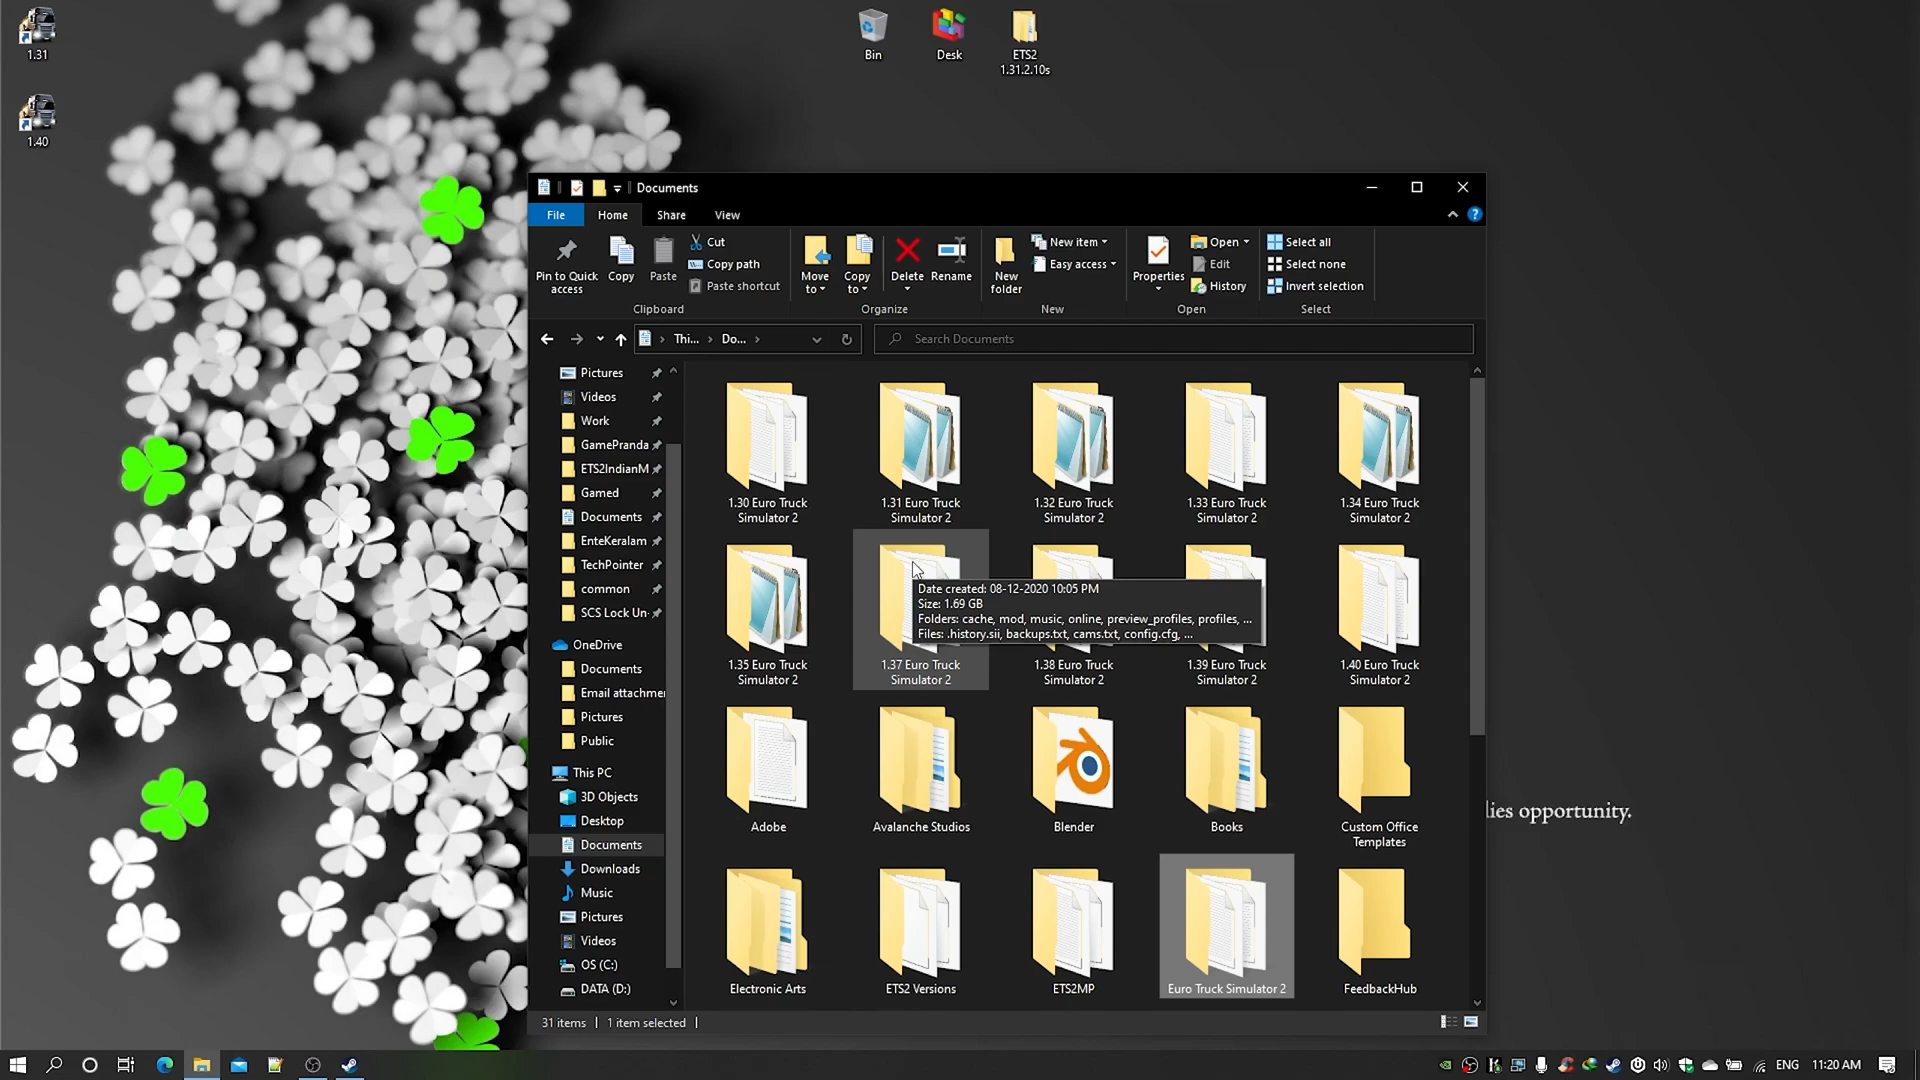 1.31
1.40
Bin
Desk
ETS2
1.31.2.10s
Documents
File
Home
Share
View
Pin to Quick
access
Copy
Paste
Cut
Copy path
Paste shortcut
Clipboard
Move
to
Copy
to
Delete
Rename
Organize
New
folder
New item
Easy access
New
Properties
Open
Edit
History
Open
Select all
Select none
Invert selection
Select
Thi...
Do...
Search Documents
Pictures
Videos
Work
GamePranda
ETS2IndianM
Gamed
Documents
EnteKeralam
TechPointer
common
SCS Lock Un-
OneDrive
Documents
Email attachmen
Pictures
Public
This PC
3D Objects
Desktop
Documents
Downloads
Music
Pictures
Videos
OS (C:)
DATA (D:)
1.30 Euro Truck
Simulator 2
1.31 Euro Truck
Simulator 2
1.32 Euro Truck
Simulator 2
1.33 Euro Truck
Simulator 2
1.34 Euro Truck
Simulator 2
Date created: 08-12-2020 10:05 PM
Size: 1.69 GB
Folders: cache, mod, music, online, preview_profiles, profiles, ...
Files: .history.sii, backups.txt, cams.txt, config.cfg, ...
1.35 Euro Truck
Simulator 2
1.37 Euro Truck
Simulator 2
1.38 Euro Truck
Simulator 2
1.39 Euro Truck
Simulator 2
1.40 Euro Truck
Simulator 2
Adobe
Avalanche Studios
Blender
Books
Custom Office
Templates
Electronic Arts
ETS2 Versions
ETS2MP
Euro Truck Simulator 2
FeedbackHub
lies opportunity.
31 items
1 item selected
ENG
11:20 AM